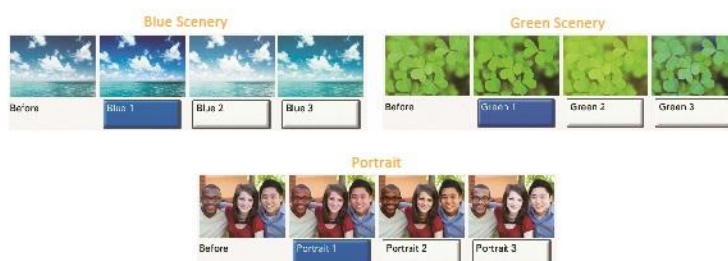 Blue Scenery
Before
Blue 1
Blue 2
Blue 3
Green Scenery
Before
Green 1
Green 2
Green 3
Portrait
Before
Portrait 1
Portrait 2
Portrait 3